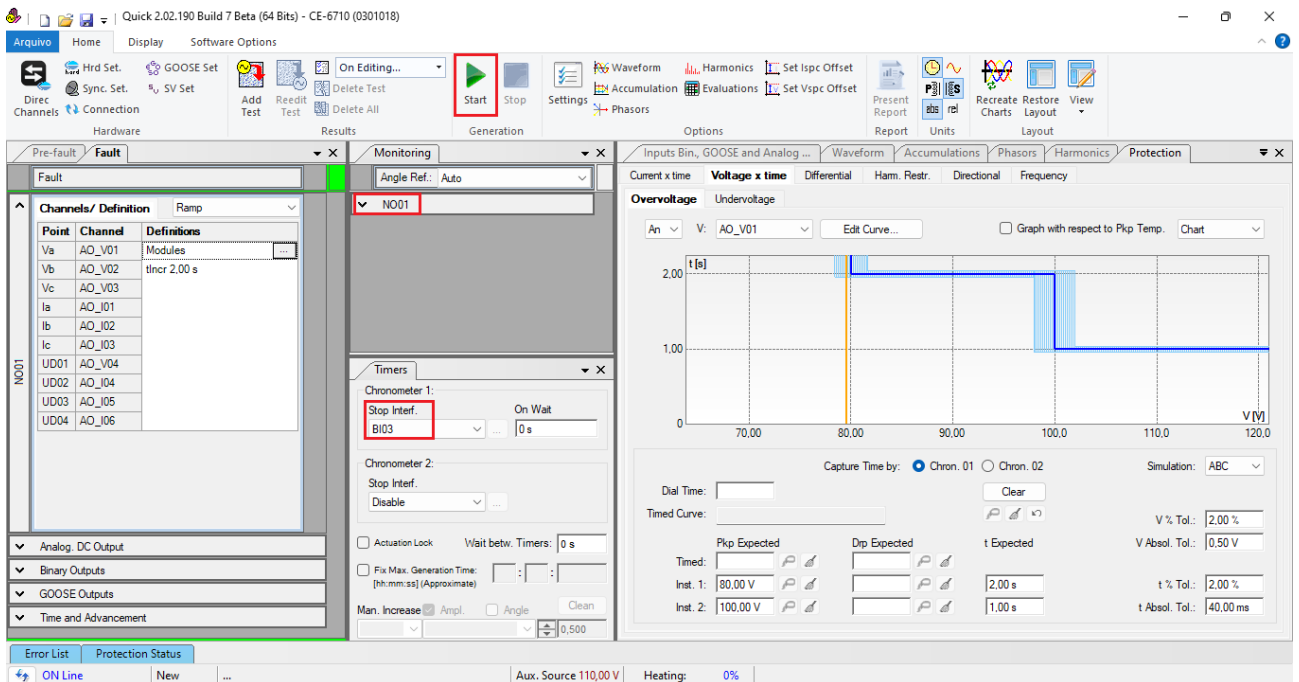 Quick 2.02.190 Build 7 Beta (64 Bits) - CE-6710 (0301018)
Arquivo Home Display Software Options
Direc Channels
Hrd Set.
Sync. Set.
Connection
GOOSE Set
SV Set
Hardware
Add Test
Reedit Test
On Editing...
Delete Test
Delete All
Results
Start
Stop
Generation
Settings
Waveform
Accumulation
Phasors
Harmonics
Evaluations
Set Ispc Offset
Set Vspc Offset
Options
Present Report
Report
abs rel
Units
Recreate Charts
Restore Layout
View
Layout
Pre-fault Fault
Fault
Channels/ Definition Ramp
Point Channel Definitions
Va AO_V01 Modules ...
Vb AO_V02 tIncr 2,00 s
Vc AO_V03
Ia AO_I01
Ib AO_I02
Ic AO_I03
UD01 AO_V04
UD02 AO_I04
UD03 AO_I05
UD04 AO_I06
NO01
Analog. DC Output
Binary Outputs
GOOSE Outputs
Time and Advancement
Monitoring
Angle Ref.: Auto
NO01
Timers
Chronometer 1:
Stop Interf. On Wait
BI03 ... 0 s
Chronometer 2:
Stop Interf.
Disable ...
Actuation Lock Wait betw. Timers: 0 s
Fix Max. Generation Time: : :
[hh:mm:ss] (Approximate)
Man. Increase Ampl. Angle Clean
0,500
Inputs Bin., GOOSE and Analog ... Waveform Accumulations Phasors Harmonics Protection
Current x time Voltage x time Differential Harm. Restr. Directional Frequency
Overvoltage Undervoltage
An V: AO_V01 Edit Curve... Graph with respect to Pkp Temp. Chart
t [s]
2,00
1,00
0
V [V]
70,00 80,00 90,00 100,0 110,0 120,0
Capture Time by: Chron. 01 Chron. 02 Simulation: ABC
Dial Time: Clear
Timed Curve: V % Tol.: 2,00 %
Pkp Expected Drp Expected t Expected V Absol. Tol.: 0,50 V
Timed:
Inst. 1: 80,00 V 2,00 s t % Tol.: 2,00 %
Inst. 2: 100,00 V 1,00 s t Absol. Tol.: 40,00 ms
Error List Protection Status
ON Line New ... Aux. Source 110,00 V Heating: 0%